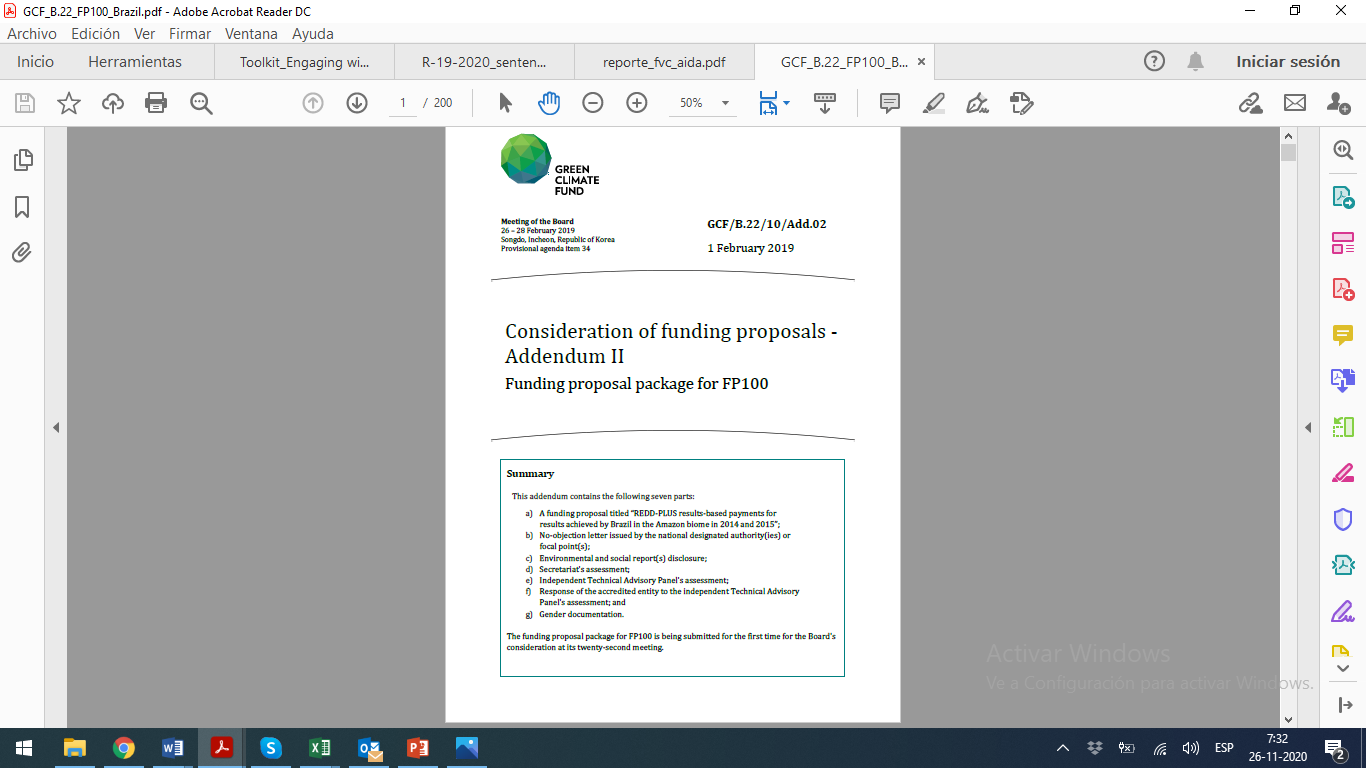 GCF_B.22_FP100_Brazil.pdf - Adobe Acrobat Reader DC
Archivo Edición Ver Firmar Ventana Ayuda
Inicio Herramientas Toolkit_Engaging wi... R-19-2020_senten... reporte_fvc_aida.pdf GCF_B.22_FP100_B... × Iniciar sesión
1 / 200 50%
GREEN
CLIMATE
FUND
Meeting of the Board
26 – 28 February 2019
Songdo, Incheon, Republic of Korea
Provisional agenda item 34
GCF/B.22/10/Add.02
1 February 2019
Consideration of funding proposals -
Addendum II
Funding proposal package for FP100
Summary
This addendum contains the following seven parts:
a) A funding proposal titled "REDD-PLUS results-based payments for
results achieved by Brazil in the Amazon biome in 2014 and 2015";
b) No-objection letter issued by the national designated authority(ies) or
focal point(s);
c) Environmental and social report(s) disclosure;
d) Secretariat's assessment;
e) Independent Technical Advisory Panel's assessment;
f) Response of the accredited entity to the independent Technical Advisory
Panel's assessment; and
g) Gender documentation.
The funding proposal package for FP100 is being submitted for the first time for the Board's
consideration at its twenty-second meeting.
Activar Windows
Ve a Configuración para activar Windows.
ESP
7:32
26-11-2020
2